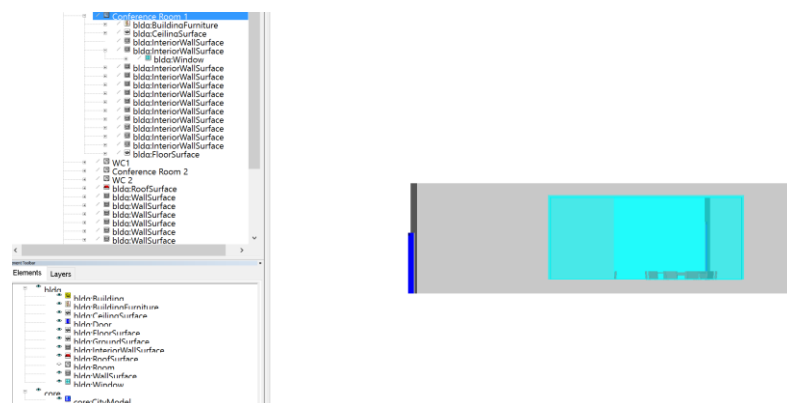 Conference Room 1
bldg:BuildingFurniture
bldg:CeilingSurface
bldg:InteriorWallSurface
bldg:InteriorWallSurface
bldg:Window
bldg:InteriorWallSurface
bldg:InteriorWallSurface
bldg:InteriorWallSurface
bldg:InteriorWallSurface
bldg:InteriorWallSurface
bldg:InteriorWallSurface
bldg:InteriorWallSurface
bldg:InteriorWallSurface
bldg:FloorSurface
WC1
Conference Room 2
WC 2
bldg:RoofSurface
bldg:WallSurface
bldg:WallSurface
bldg:WallSurface
bldg:WallSurface
bldg:WallSurface
Elements Layers
bldg
bldg:Building
bldg:BuildingFurniture
bldg:CeilingSurface
bldg:Door
bldg:FloorSurface
bldg:GroundSurface
bldg:InteriorWallSurface
bldg:RoofSurface
bldg:Room
bldg:WallSurface
bldg:Window
core
core:CityModel